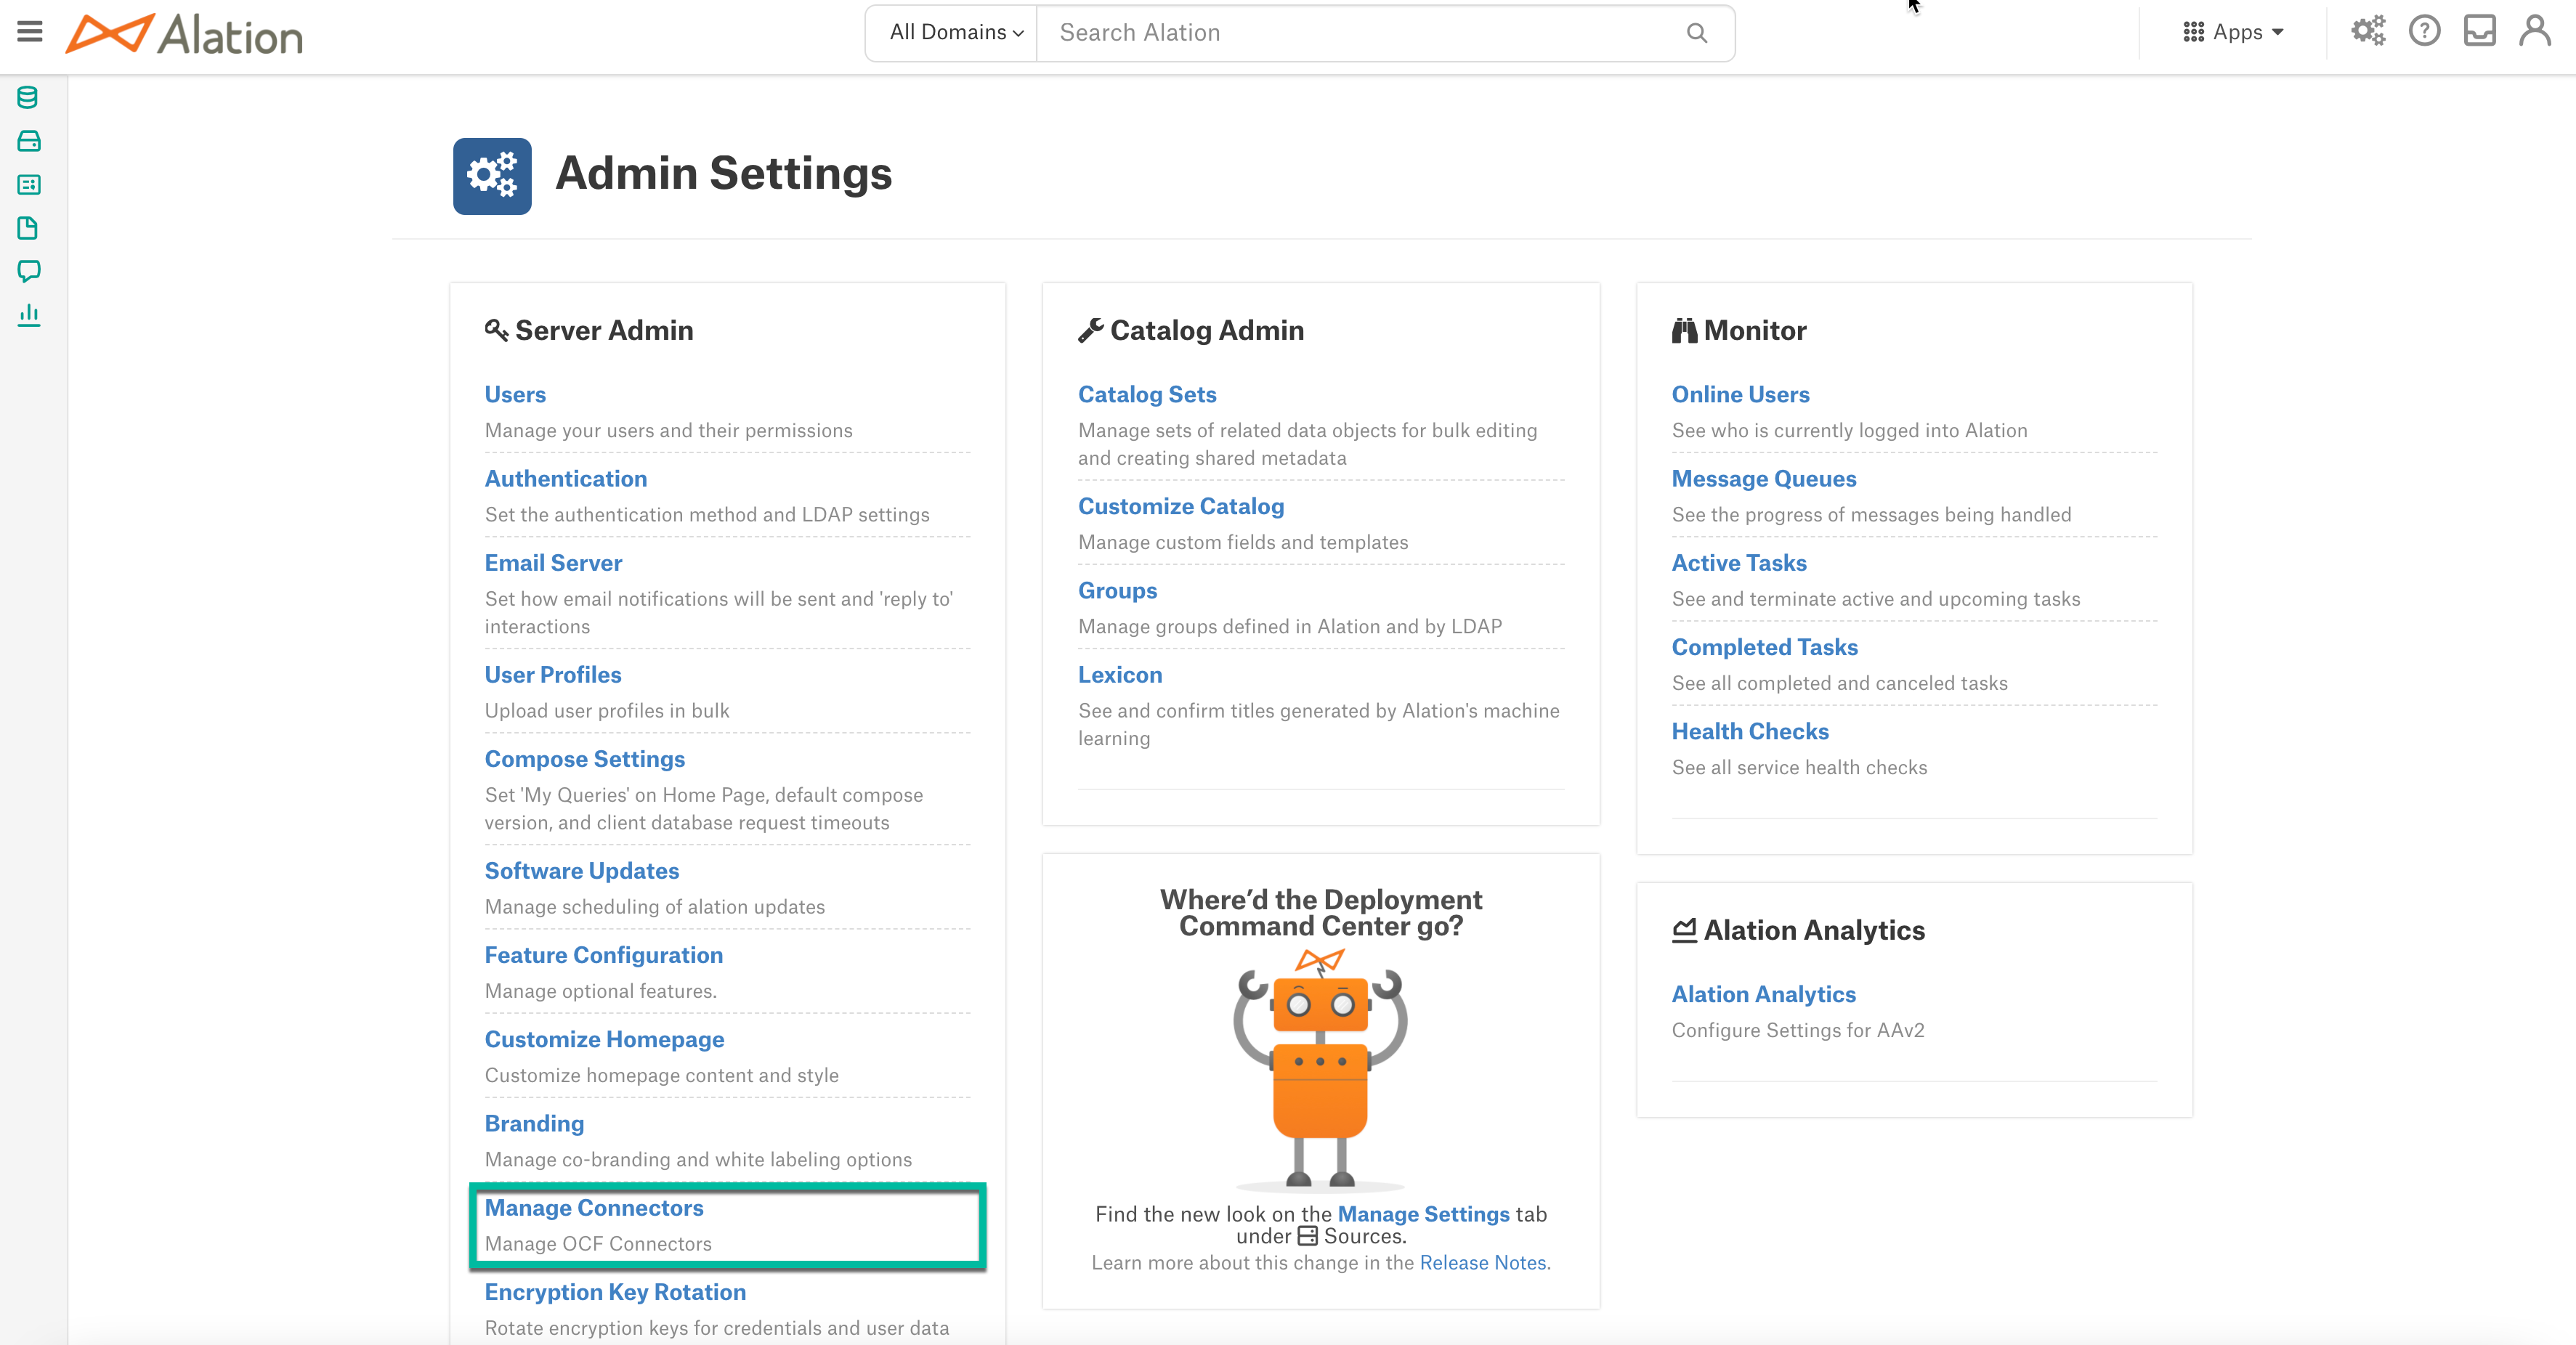 Alation
All Domains
Search Alation
Apps
Admin Settings
Server Admin
Users
Manage your users and their permissions
Authentication
Set the authentication method and LDAP settings
Email Server
Set how email notifications will be sent and 'reply to'
interactions
User Profiles
Upload user profiles in bulk
Compose Settings
Set 'My Queries' on Home Page, default compose
version, and client database request timeouts
Software Updates
Manage scheduling of alation updates
Feature Configuration
Manage optional features.
Customize Homepage
Customize homepage content and style
Branding
Manage co-branding and white labeling options
Manage Connectors
Manage OCF Connectors
Encryption Key Rotation
Rotate encryption keys for credentials and user data
Catalog Admin
Catalog Sets
Manage sets of related data objects for bulk editing
and creating shared metadata
Customize Catalog
Manage custom fields and templates
Groups
Manage groups defined in Alation and by LDAP
Lexicon
See and confirm titles generated by Alation's machine
learning
Where’d the Deployment
Command Center go?
Find the new look on the Manage Settings tab
under Sources.
Learn more about this change in the Release Notes.
Monitor
Online Users
See who is currently logged into Alation
Message Queues
See the progress of messages being handled
Active Tasks
See and terminate active and upcoming tasks
Completed Tasks
See all completed and canceled tasks
Health Checks
See all service health checks
Alation Analytics
Alation Analytics
Configure Settings for AAv2